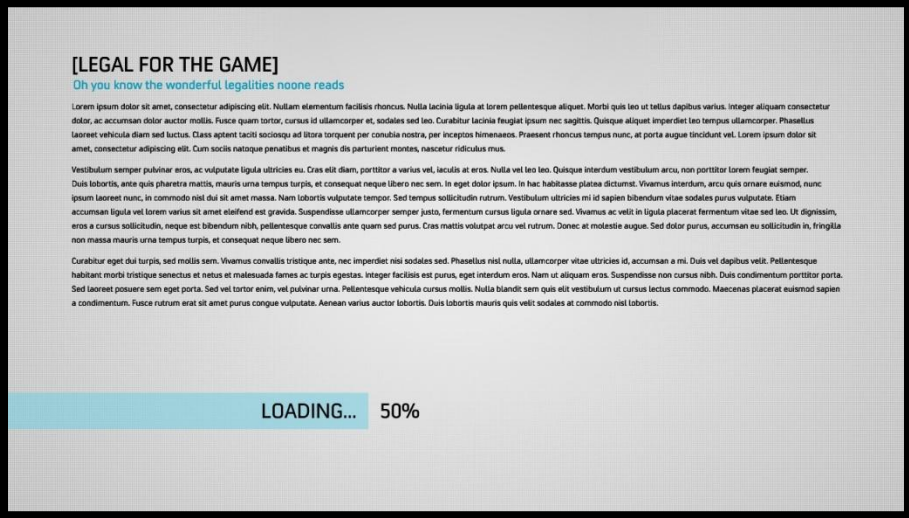 [LEGAL FOR THE GAME]
Oh you know the wonderful legalities noone reads
Lorem ipsum dolor sit amet, consectetur adipiscing elit. Nullam elementum facilisis rhoncus. Nulla lacinia ligula at lorem pellentesque aliquet. Morbi quis leo ut tellus dapibus varius. Integer aliquam consectetur
dolor, ac accumsan dolor auctor mollis. Fusce quam tortor, cursus id ullamcorper et, sodales sed leo. Curabitur lacinia feugiat ipsum nec sagittis. Quisque aliquet imperdiet leo tempus ullamcorper. Phasellus
laoreet vehicula diam sed luctus. Class aptent taciti sociosqu ad litora torquent per conubia nostra, per inceptos himenaeos. Praesent rhoncus tempus nunc, at porta augue tincidunt vel. Lorem ipsum dolor sit
amet, consectetur adipiscing elit. Cum sociis natoque penatibus et magnis dis parturient montes, nascetur ridiculus mus.
Vestibulum semper pulvinar eros, ac vulputate ligula ultricies eu. Cras elit diam, porttitor a varius vel, iaculis at eros. Nulla vel leo leo. Quisque interdum vestibulum arcu, non porttitor lorem feugiat semper.
Duis lobortis, ante quis pharetra mattis, mauris urna tempus turpis, et consequat neque libero nec sem. In eget dolor ipsum. In hac habitasse platea dictumst. Vivamus interdum, arcu quis ornare euismod, nunc
ipsum laoreet nunc, in commodo nisl dui sit amet massa. Nam lobortis vulputate tempor. Sed tempus sollicitudin rutrum. Vestibulum ultricies mi id sapien bibendum vitae sodales purus vulputate. Etiam
accumsan ligula vel lorem varius sit amet eleifend est gravida. Suspendisse ullamcorper semper justo, fermentum cursus ligula ornare sed. Vivamus ac velit in ligula placerat fermentum vitae sed leo. Ut dignissim,
eros a cursus sollicitudin, neque est bibendum nibh, pellentesque convallis ante quam sed purus. Cras mattis volutpat arcu vel rutrum. Donec at molestie augue. Sed dolor purus, accumsan eu sollicitudin in, fringilla
non massa mauris urna tempus turpis, et consequat neque libero nec sem.
Curabitur eget dui turpis, sed mollis sem. Vivamus convallis tristique ante, nec imperdiet nisi sodales sed. Phasellus nisl nulla, ullamcorper vitae ultricies id, accumsan a mi. Duis vel dapibus velit. Pellentesque
habitant morbi tristique senectus et netus et malesuada fames ac turpis egestas. Integer facilisis est purus, eget interdum eros. Nam ut aliquam eros. Suspendisse non cursus nibh. Duis condimentum porttitor porta.
Sed laoreet posuere sem eget porta. Sed vel tortor enim, vel pulvinar urna. Pellentesque vehicula cursus mollis. Nulla blandit sem quis elit vestibulum ut cursus lectus commodo. Maecenas placerat euismod sapien
a condimentum. Fusce rutrum erat sit amet purus congue vulputate. Aenean varius auctor lobortis. Duis lobortis mauris quis velit sodales at commodo nisl lobortis.
LOADING... 50%